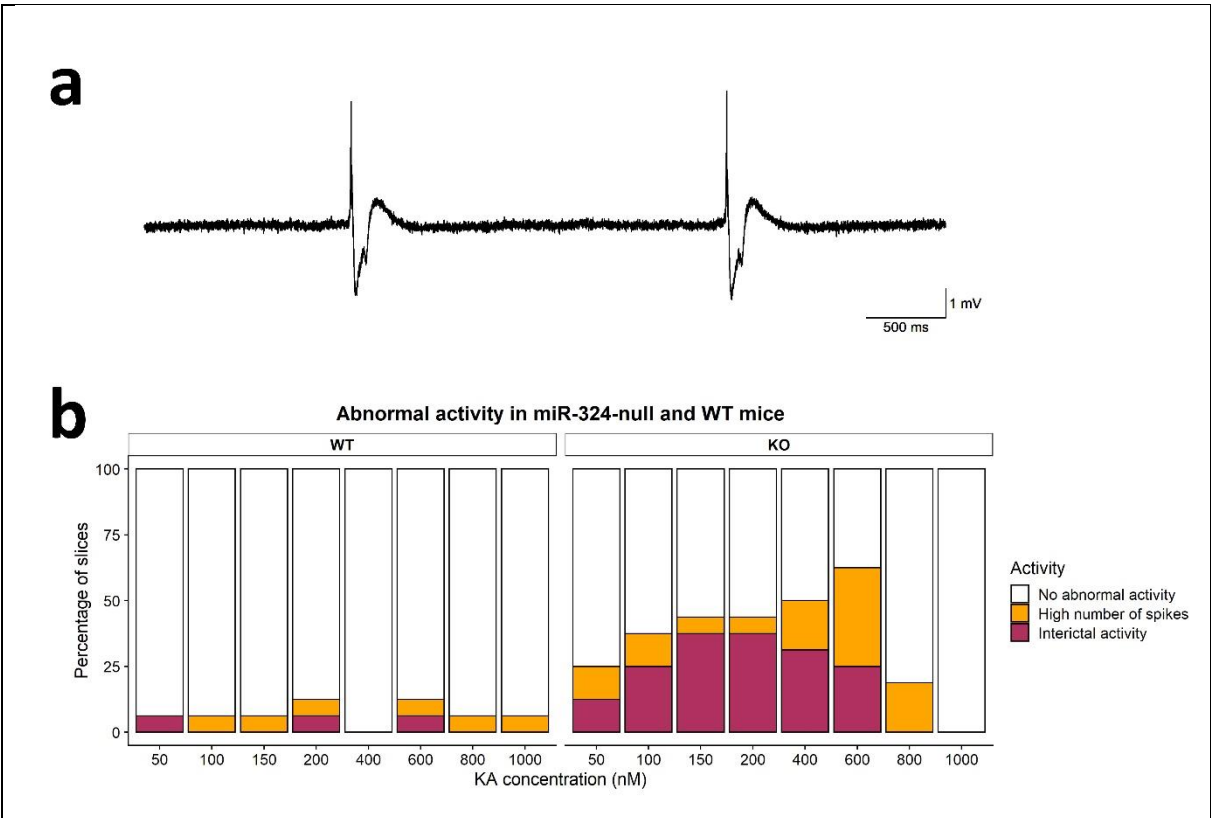 a
1 mV
500 ms
b
Abnormal activity in miR-324-null and WT mice
WT
KO
100
75
50
25
0
Percentage of slices
50 100 150 200 400 600 800 1000
50 100 150 200 400 600 800 1000
KA concentration (nM)
Activity
No abnormal activity
High number of spikes
Interictal activity